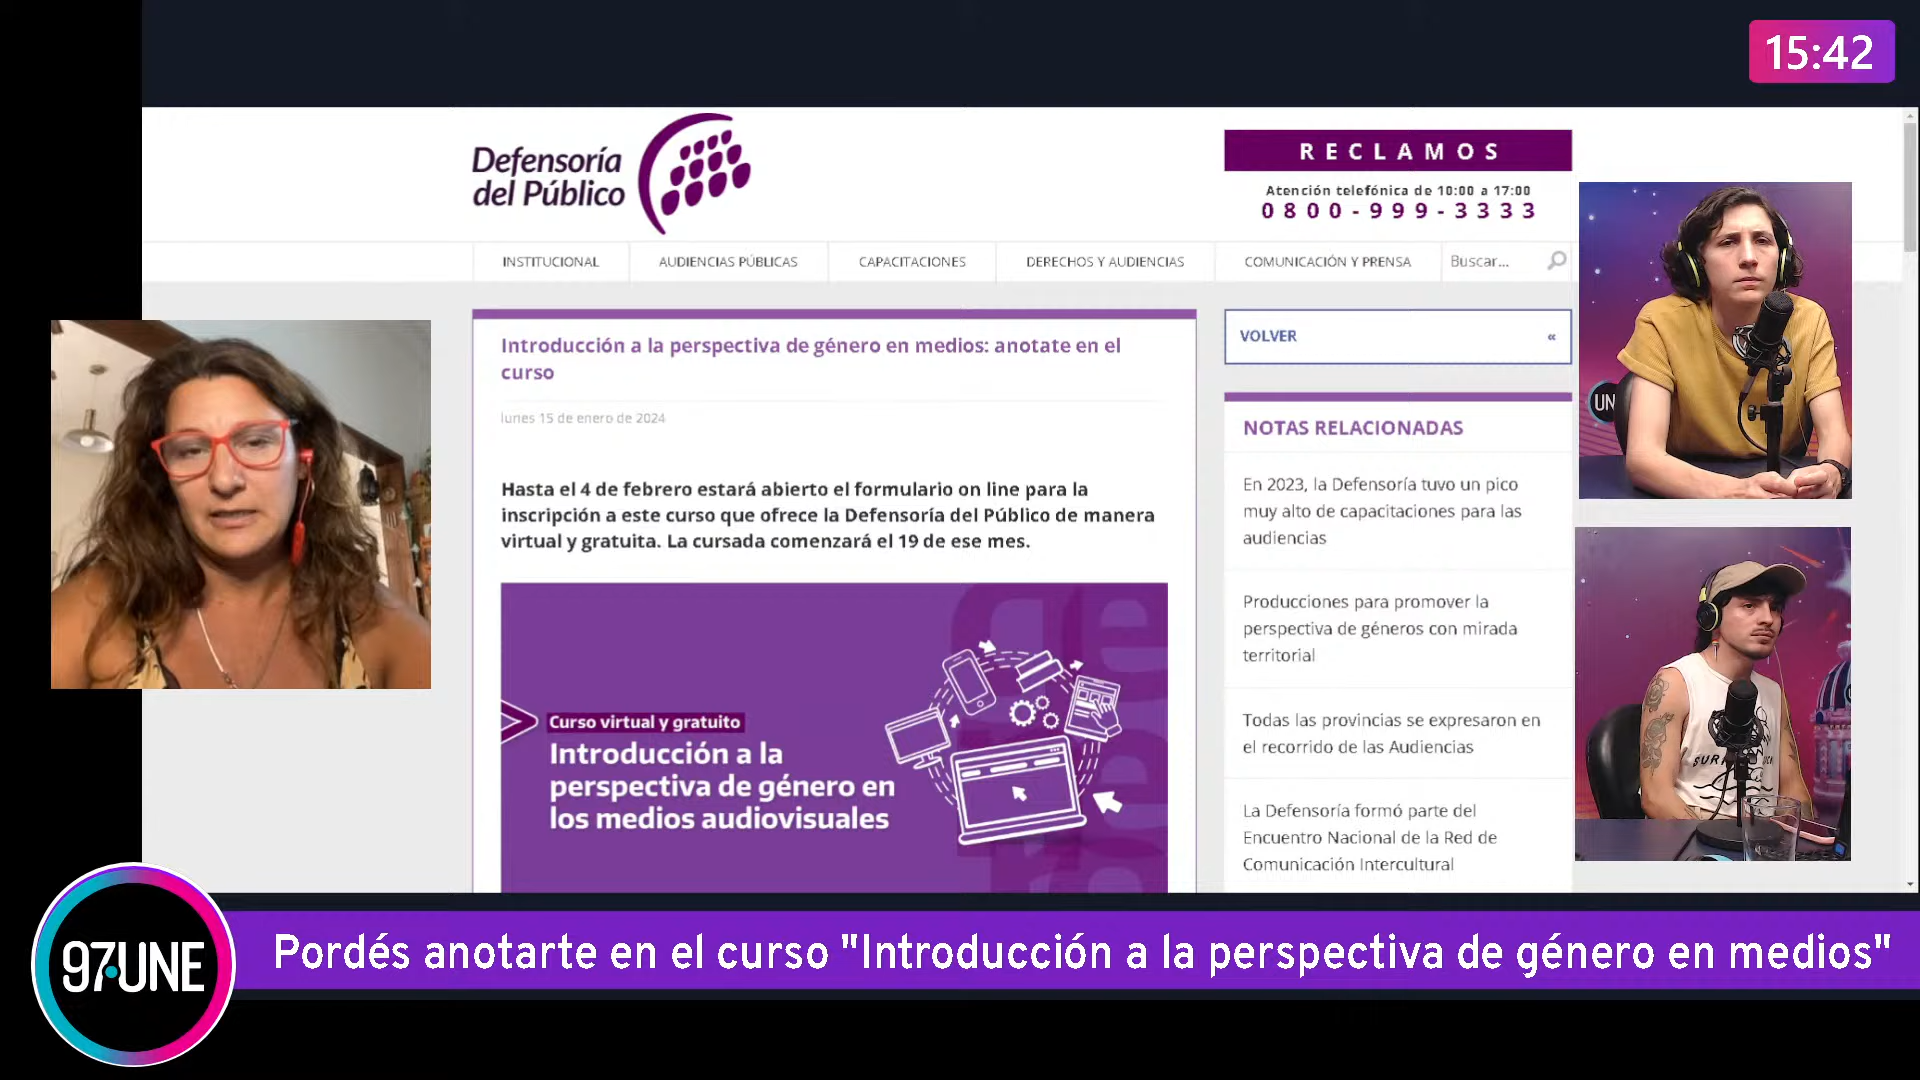 15:42
Defensoría
del Público
RECLAMOS
Atención telefónica de 10:00 a 17:00
0800-999-3333
INSTITUCIONAL
AUDIENCIAS PÚBLICAS
CAPACITACIONES
DERECHOS Y AUDIENCIAS
COMUNICACIÓN Y PRENSA
Buscar...
Introducción a la perspectiva de género en medios: anotate en el
curso
lunes 15 de enero de 2024
Hasta el 4 de febrero estará abierto el formulario on line para la
inscripción a este curso que ofrece la Defensoría del Público de manera
virtual y gratuita. La cursada comenzará el 19 de ese mes.
Curso virtual y gratuito
Introducción a la
perspectiva de género en
los medios audiovisuales
VOLVER «
NOTAS RELACIONADAS
En 2023, la Defensoría tuvo un pico
muy alto de capacitaciones para las
audiencias
Producciones para promover la
perspectiva de géneros con mirada
territorial
Todas las provincias se expresaron en
el recorrido de las Audiencias
La Defensoría formó parte del
Encuentro Nacional de la Red de
Comunicación Intercultural
UN
97·UNE
Pordés anotarte en el curso "Introducción a la perspectiva de género en medios"